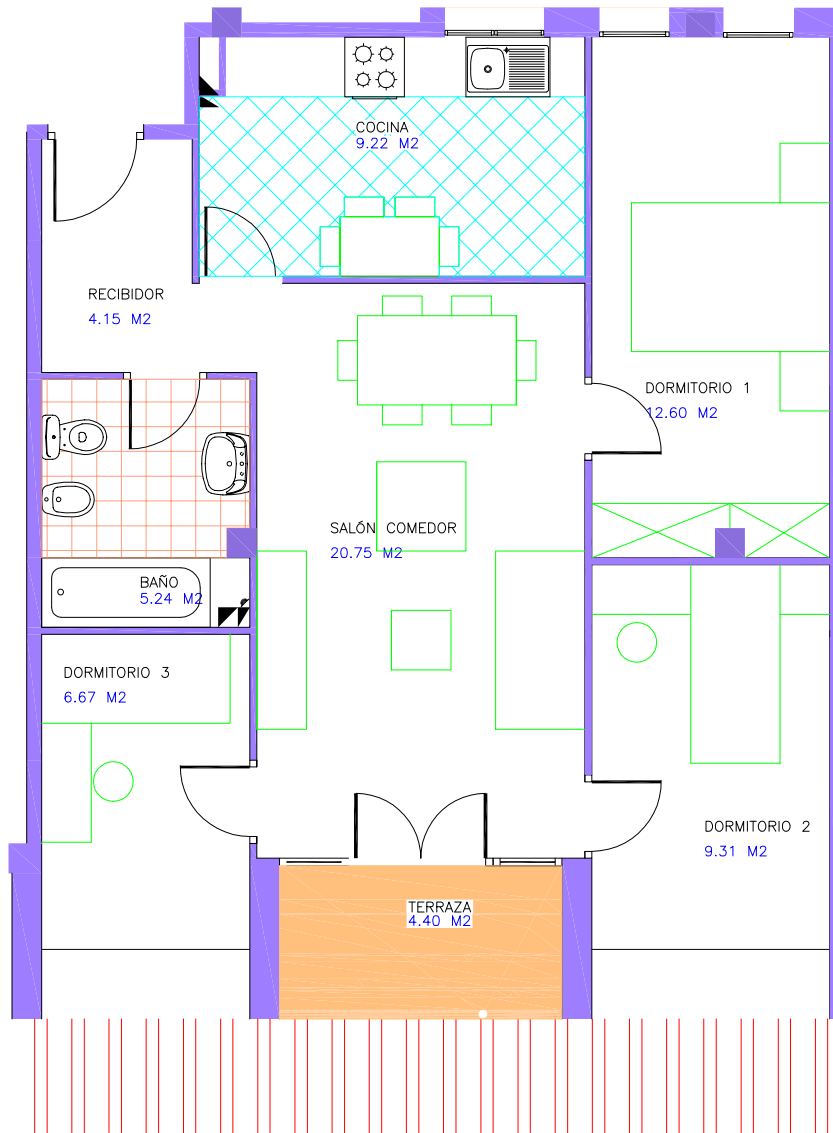 COCINA
9.22 M2
RECIBIDOR
4.15 M2
DORMITORIO 1
12.60 M2
SALÓN COMEDOR
20.75 M2
BAÑO
5.24 M2
DORMITORIO 3
6.67 M2
DORMITORIO 2
9.31 M2
TERRAZA
4.40 M2